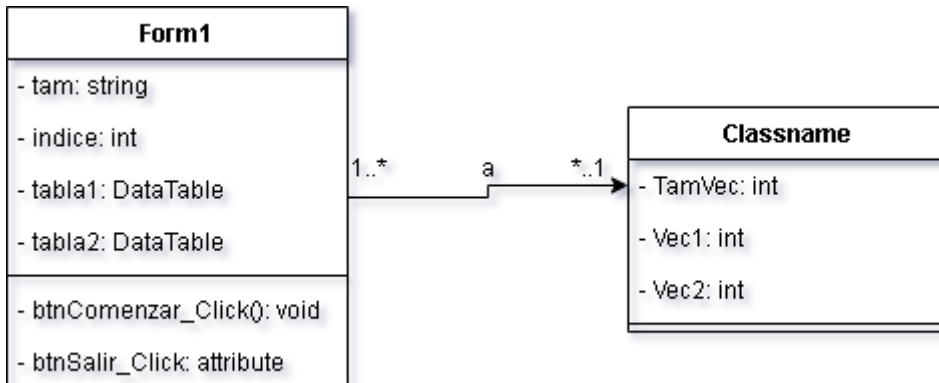 Form1
- tam: string
- indice: int
- tabla1: DataTable
- tabla2: DataTable
- btnComenzar_Click(): void
- btnSalir_Click: attribute
1..*
a
*..1
Classname
- TamVec: int
- Vec1: int
- Vec2: int